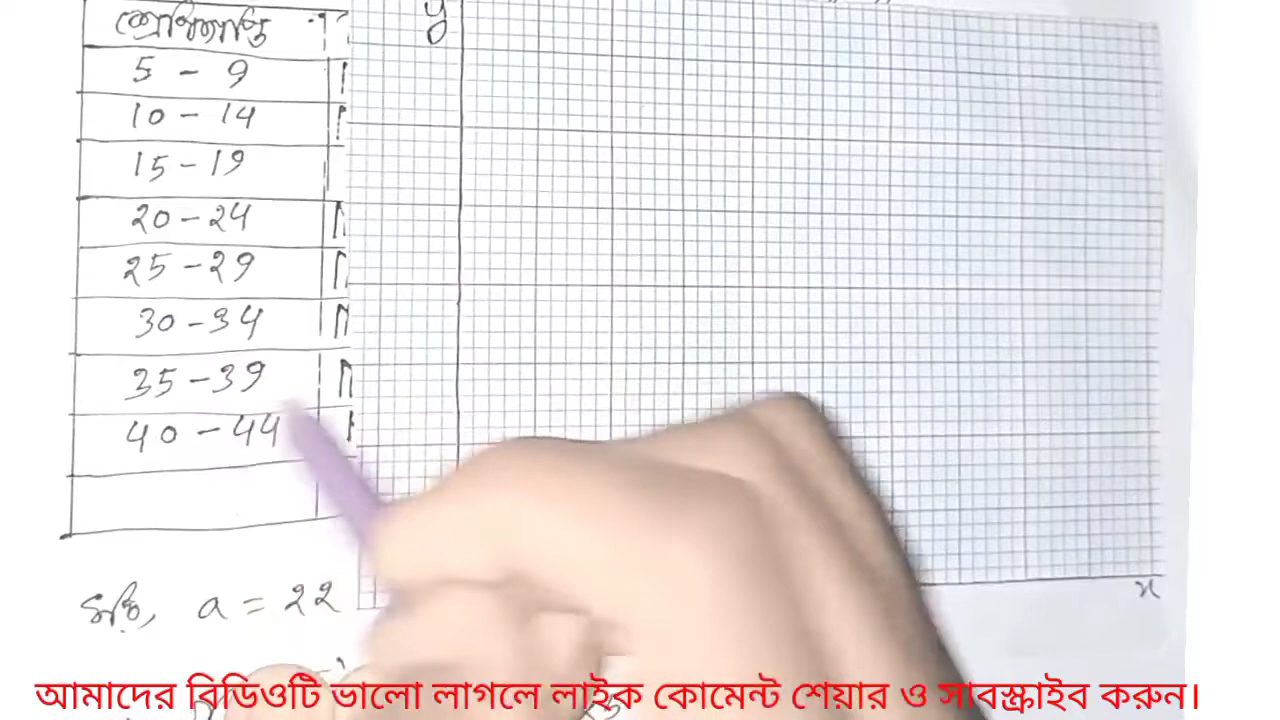 শ্রেণিব্যাপ্তি
y
5 - 9
10 - 14
15 - 19
20 - 24
25 - 29
30 - 34
35 - 39
40 - 44
x
ধরি, a = 22
আমাদের বিডিওটি ভালো লাগলে লাইক কোমেন্ট শেয়ার ও সাবস্ক্রাইব করুন।